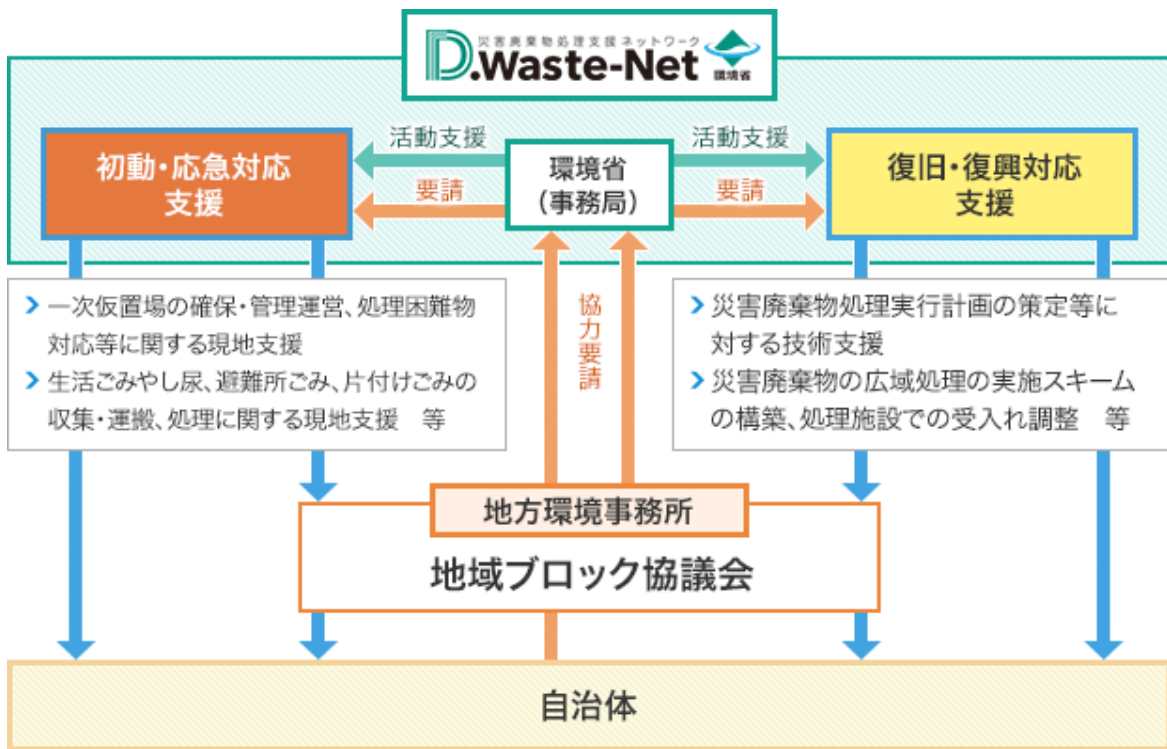 災害廃棄物処理支援ネットワーク
D.Waste-Net
環境省
初動・応急対応
支援
活動支援
要請
環境省
(事務局)
活動支援
要請
復旧・復興対応
支援
一次仮置場の確保・管理運営、処理困難物
対応等に関する現地支援
生活ごみやし尿、避難所ごみ、片付けごみの
収集・運搬、処理に関する現地支援 等
協力要請
災害廃棄物処理実行計画の策定等に
対する技術支援
災害廃棄物の広域処理の実施スキーム
の構築、処理施設での受入れ調整 等
地方環境事務所
地域ブロック協議会
自治体